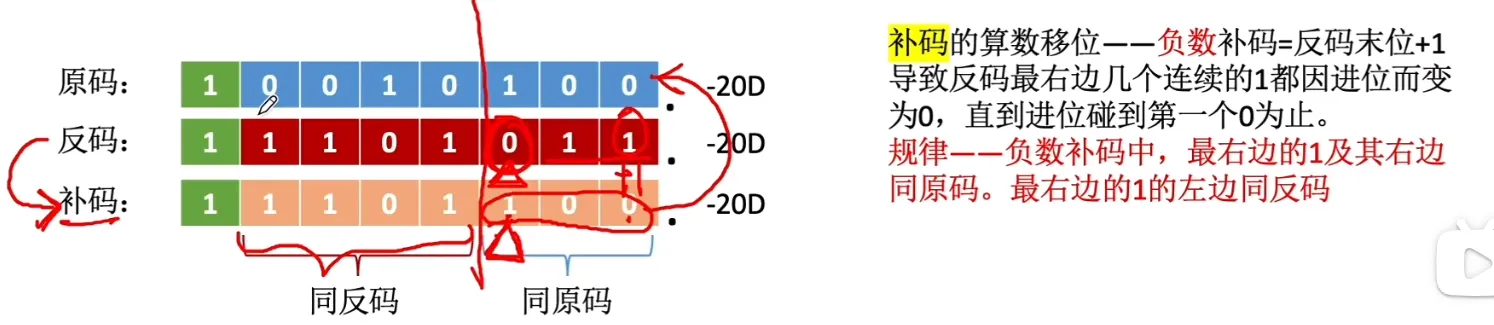 原码： 1 0 0 1 0 1 0 0 . -20D
反码： 1 1 1 0 1 0 1 1 . -20D
补码： 1 1 1 0 1 1 0 0 . -20D
同反码 同原码
补码的算数移位——负数补码=反码末位+1
导致反码最右边几个连续的1都因进位而变
为0，直到进位碰到第一个0为止。
规律——负数补码中，最右边的1及其右边
同原码。最右边的1的左边同反码